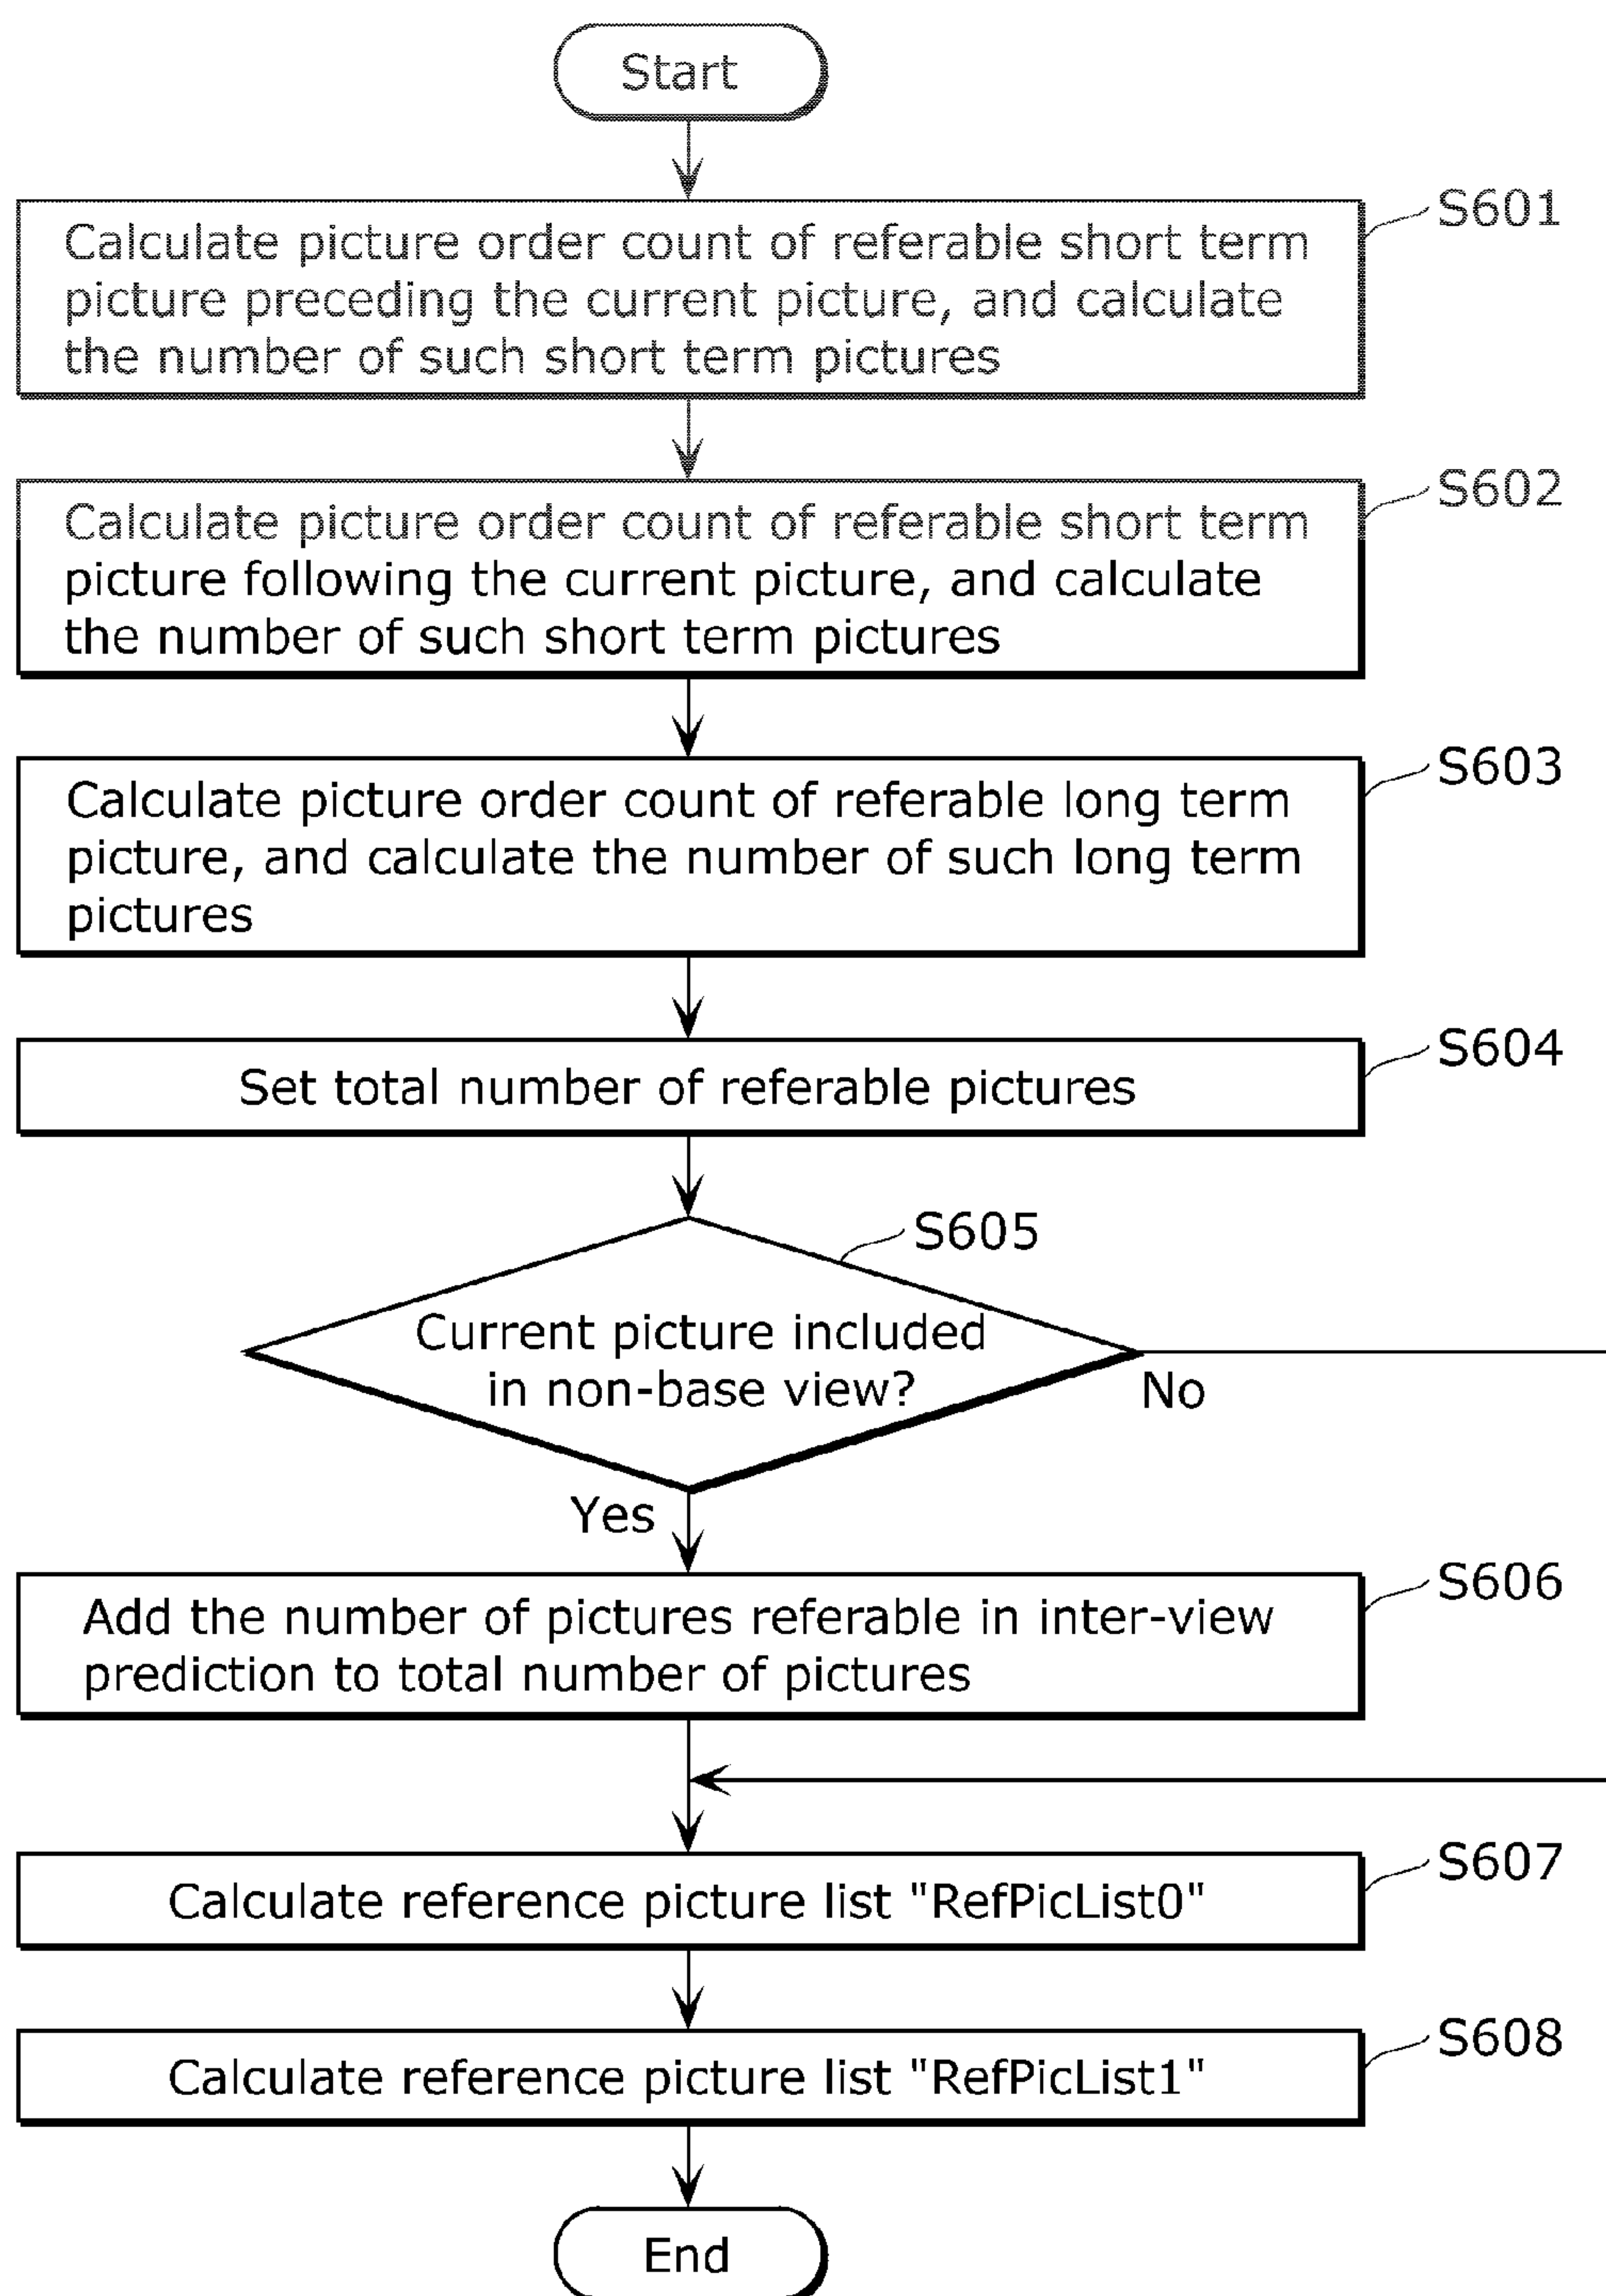 Start
S601
Calculate picture order count of referable short term
picture preceding the current picture, and calculate
the number of such short term pictures
S602
Calculate picture order count of referable short term
picture following the current picture, and calculate
the number of such short term pictures
S603
Calculate picture order count of referable long term
picture, and calculate the number of such long term
pictures
S604
Set total number of referable pictures
S605
Current picture included
in non-base view?
No
Yes
S606
Add the number of pictures referable in inter-view
prediction to total number of pictures
S607
Calculate reference picture list "RefPicList0"
S608
Calculate reference picture list "RefPicList1"
End